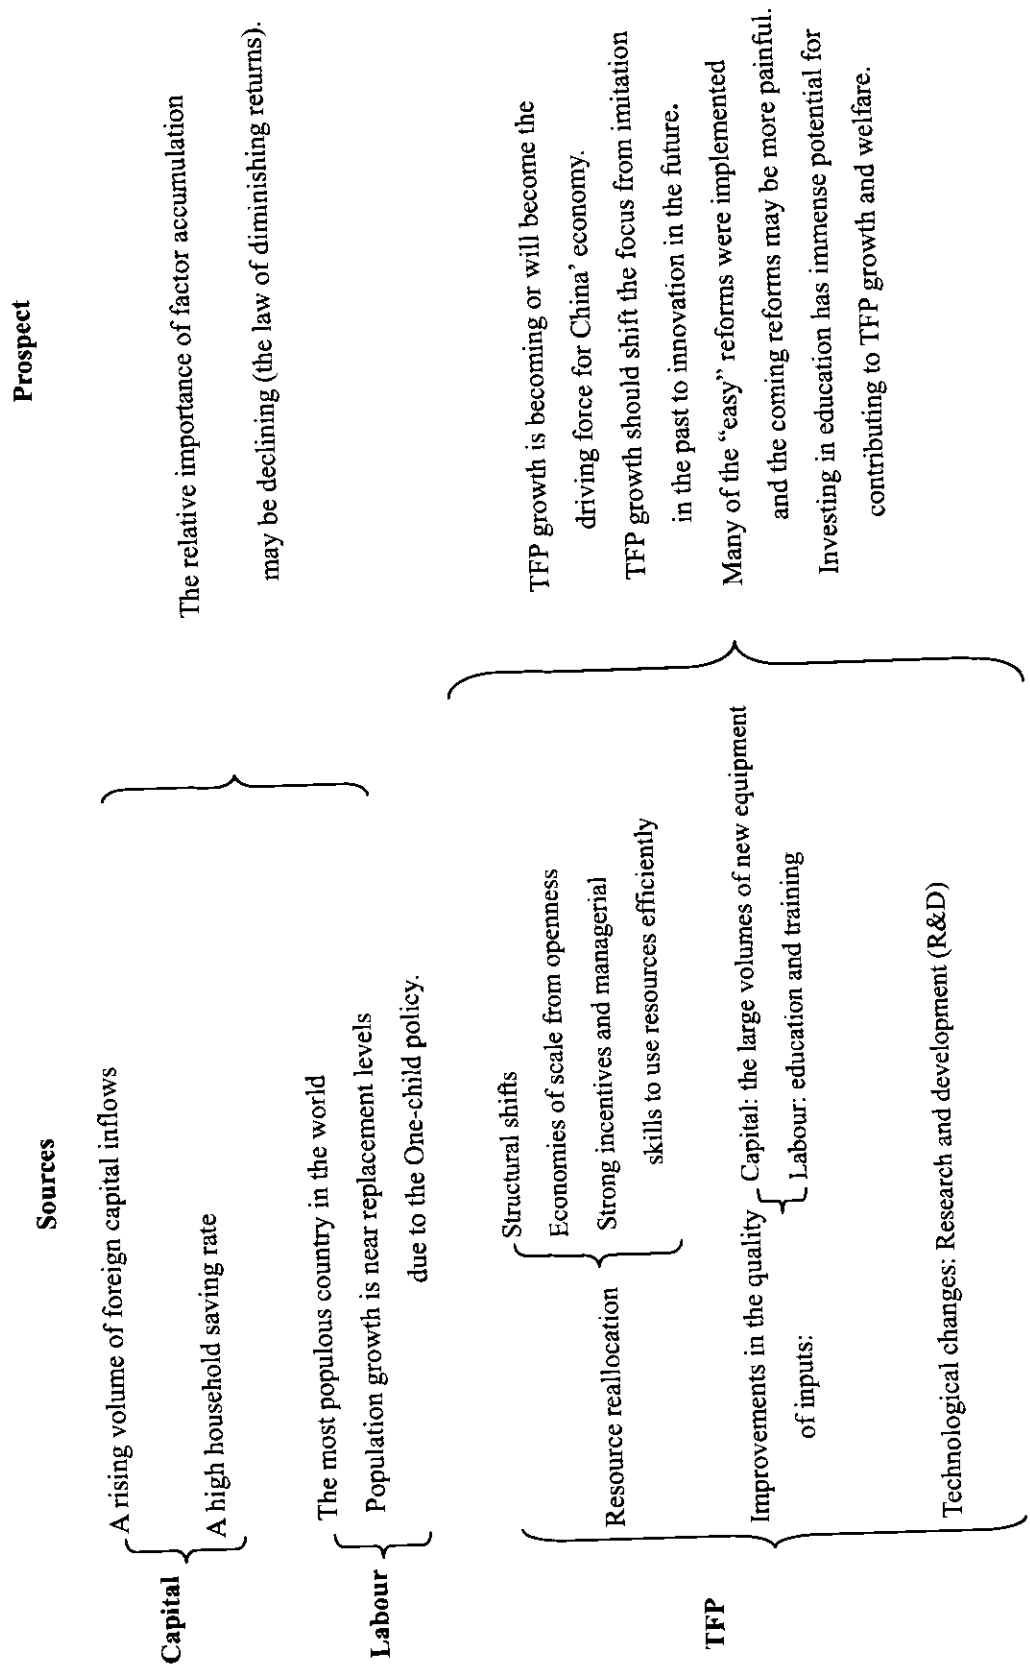 Sources
Prospect
Capital
A rising volume of foreign capital inflows
A high household saving rate
Labour
The most populous country in the world
Population growth is near replacement levels
due to the One-child policy.
The relative importance of factor accumulation
may be declining (the law of diminishing returns).
TFP
Resource reallocation
Structural shifts
Economies of scale from openness
Strong incentives and managerial
skills to use resources efficiently
Improvements in the quality
of inputs:
Capital: the large volumes of new equipment
Labour: education and training
Technological changes: Research and development (R&D)
TFP growth is becoming or will become the
driving force for China' economy.
TFP growth should shift the focus from imitation
in the past to innovation in the future.
Many of the “easy” reforms were implemented
and the coming reforms may be more painful.
Investing in education has immense potential for
contributing to TFP growth and welfare.